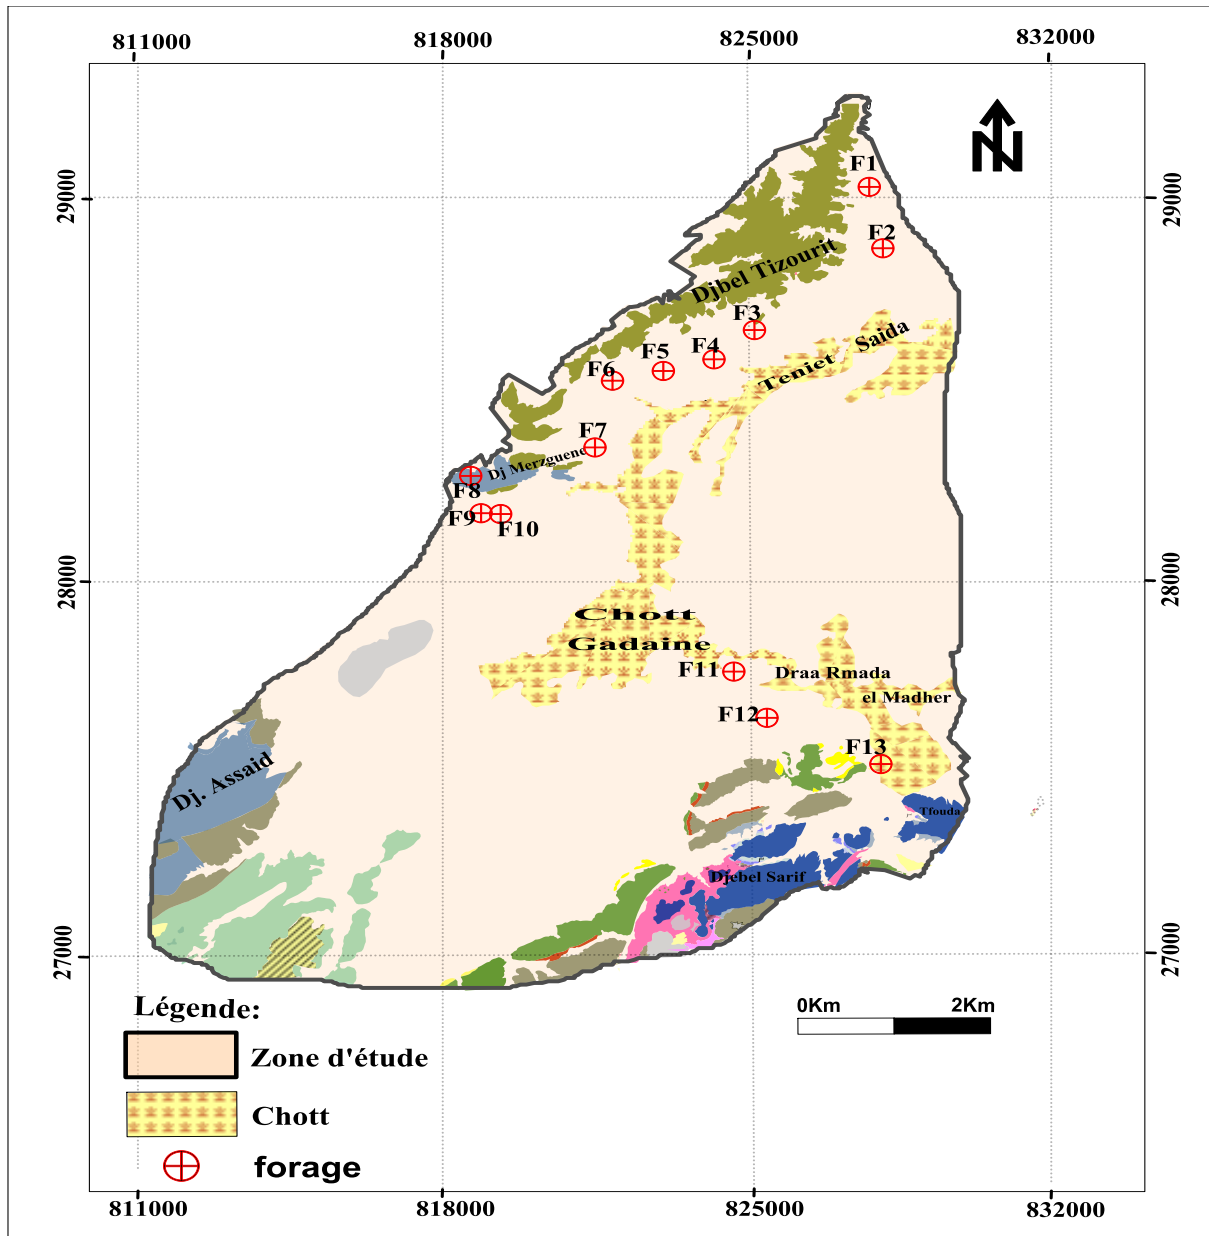 811000 818000 825000 832000
N
F1
29000 29000
F2
Djbel Tizourit
F3
Teniet Saida
F4
F5
F6
F7
Dj Merzguene
F8
F9 F10
28000 28000
Chott
Gadaine
F11
Draa Rmada
el Madher
F12
F13
Dj. Assaid
Tfouda
Djebel Sarif
27000 27000
Légende:
0Km 2Km
Zone d'étude
Chott
forage
811000 818000 825000 832000